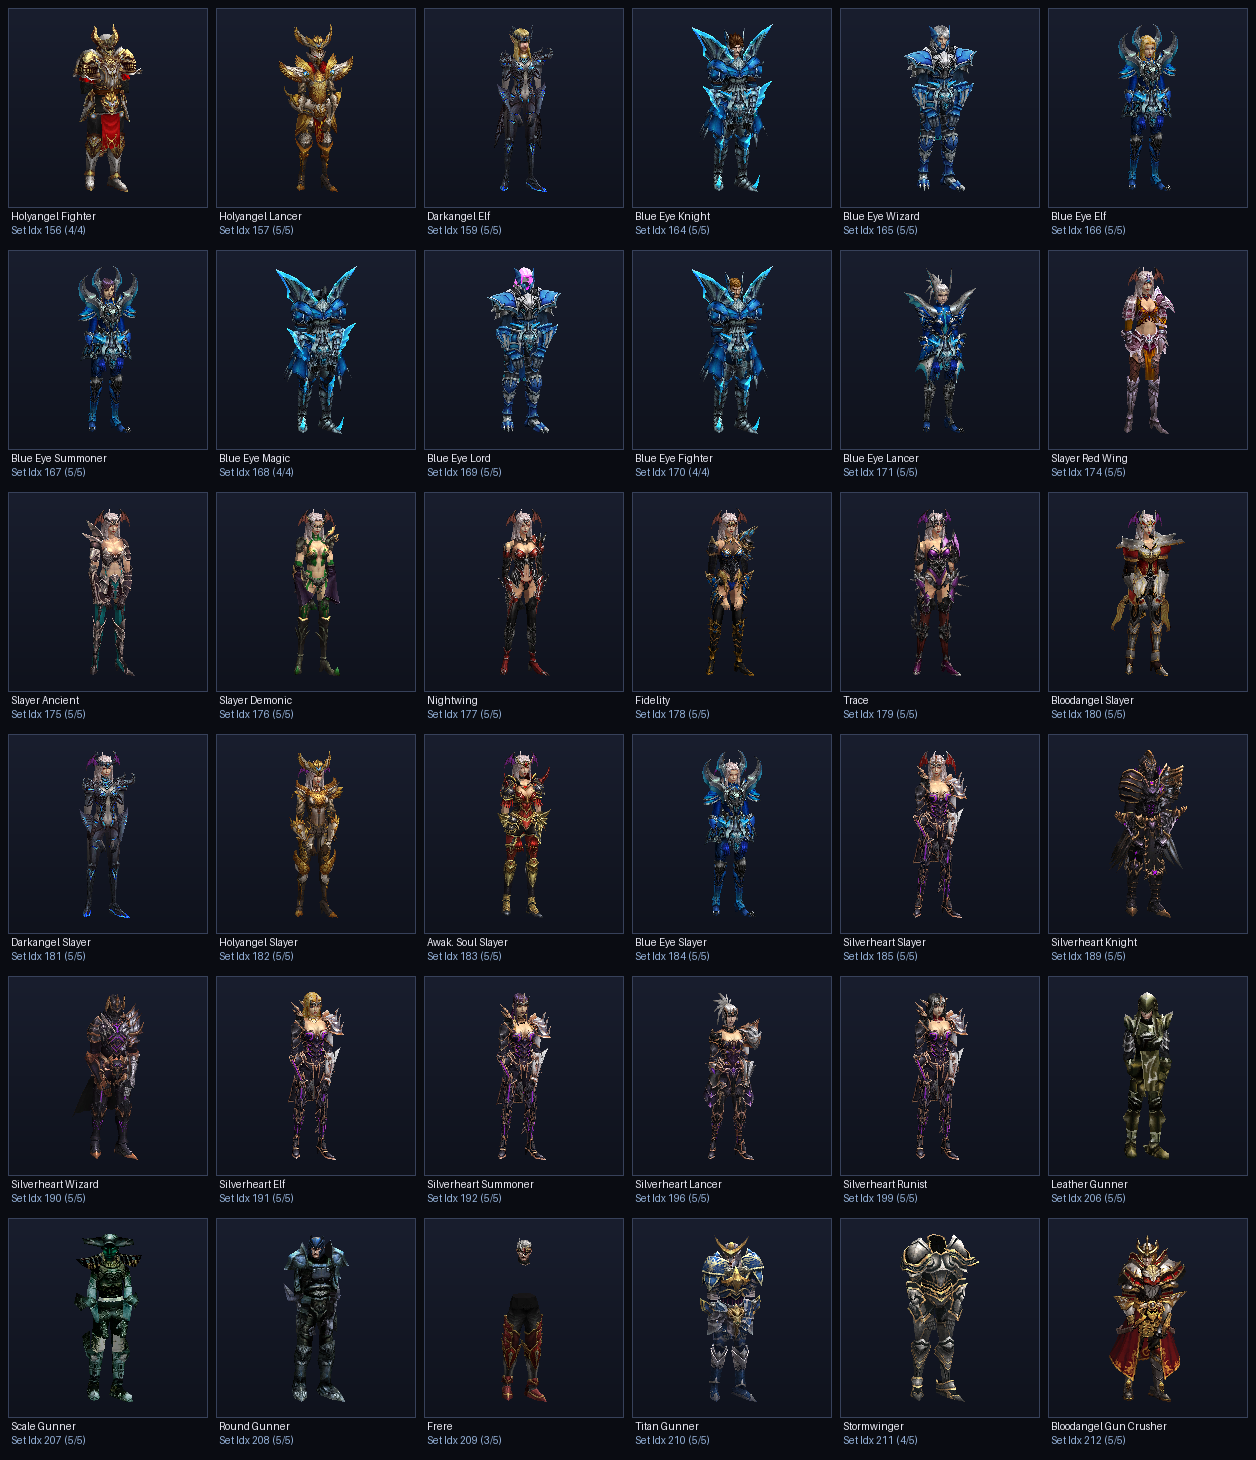 Holyangel Fighter
Set Idx 156 (4/4)
Holyangel Lancer
Set Idx 157 (5/5)
Darkangel Elf
Set Idx 159 (5/5)
Blue Eye Knight
Set Idx 164 (5/5)
Blue Eye Wizard
Set Idx 165 (5/5)
Blue Eye Elf
Set Idx 166 (5/5)
Blue Eye Summoner
Set Idx 167 (5/5)
Blue Eye Magic
Set Idx 168 (4/4)
Blue Eye Lord
Set Idx 169 (5/5)
Blue Eye Fighter
Set Idx 170 (4/4)
Blue Eye Lancer
Set Idx 171 (5/5)
Slayer Red Wing
Set Idx 174 (5/5)
Slayer Ancient
Set Idx 175 (5/5)
Slayer Demonic
Set Idx 176 (5/5)
Nightwing
Set Idx 177 (5/5)
Fidelity
Set Idx 178 (5/5)
Trace
Set Idx 179 (5/5)
Bloodangel Slayer
Set Idx 180 (5/5)
Darkangel Slayer
Set Idx 181 (5/5)
Holyangel Slayer
Set Idx 182 (5/5)
Awak. Soul Slayer
Set Idx 183 (5/5)
Blue Eye Slayer
Set Idx 184 (5/5)
Silverheart Slayer
Set Idx 185 (5/5)
Silverheart Knight
Set Idx 189 (5/5)
Silverheart Wizard
Set Idx 190 (5/5)
Silverheart Elf
Set Idx 191 (5/5)
Silverheart Summoner
Set Idx 192 (5/5)
Silverheart Lancer
Set Idx 196 (5/5)
Silverheart Runist
Set Idx 199 (5/5)
Leather Gunner
Set Idx 206 (5/5)
Scale Gunner
Set Idx 207 (5/5)
Round Gunner
Set Idx 208 (5/5)
Frere
Set Idx 209 (3/5)
Titan Gunner
Set Idx 210 (5/5)
Stormwinger
Set Idx 211 (4/5)
Bloodangel Gun Crusher
Set Idx 212 (5/5)